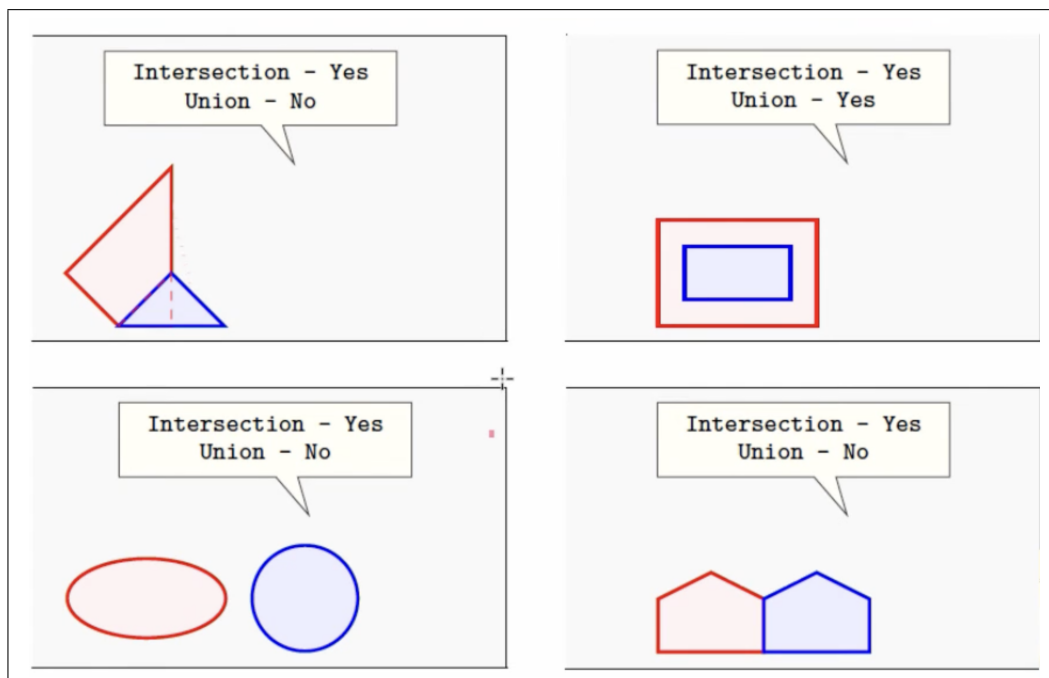 Intersection - Yes
Union - No
Intersection - Yes
Union - Yes
Intersection - Yes
Union - No
Intersection - Yes
Union - No